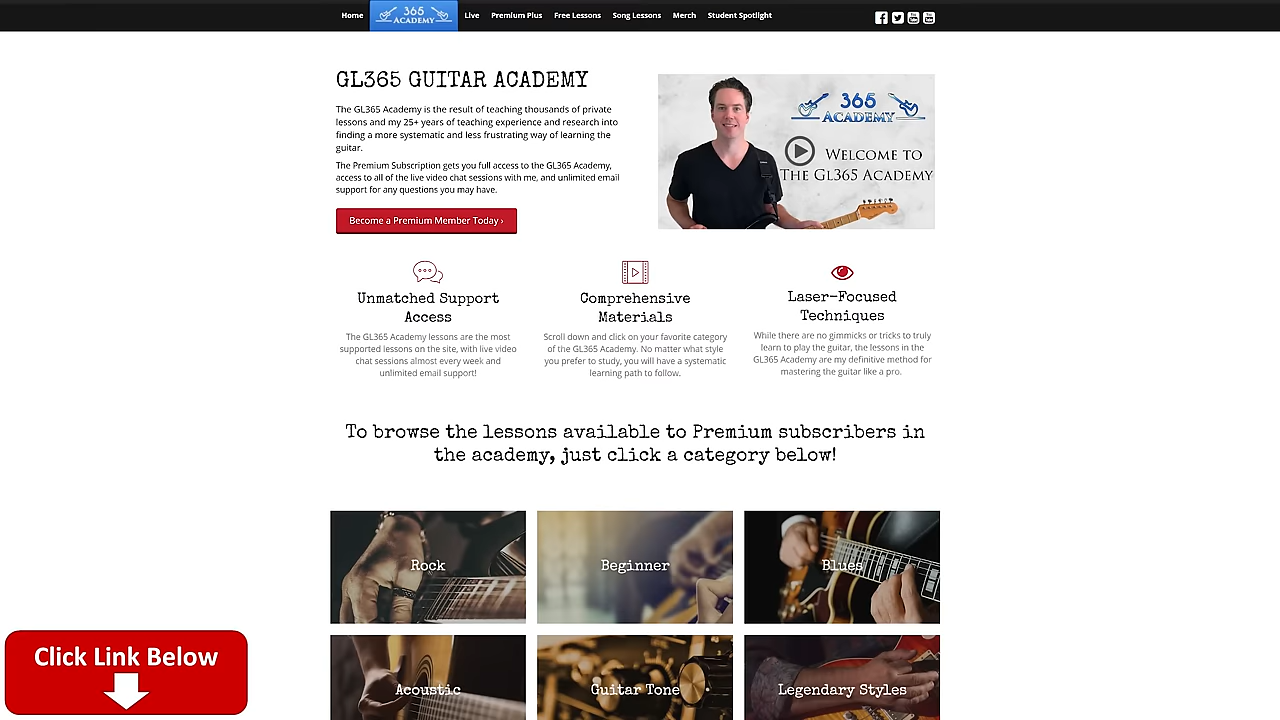 Home
365
ACADEMY
Live
Premium Plus
Free Lessons
Song Lessons
Merch
Student Spotlight
GL365 GUITAR ACADEMY
The GL365 Academy is the result of teaching thousands of private
lessons and my 25+ years of teaching experience and research into
finding a more systematic and less frustrating way of learning the
guitar.
The Premium Subscription gets you full access to the GL365 Academy,
access to all of the live video chat sessions with me, and unlimited email
support for any questions you may have.
Become a Premium Member Today ›
365
ACADEMY
WELCOME TO
THE GL365 ACADEMY
Unmatched Support
Access
The GL365 Academy lessons are the most
supported lessons on the site, with live video
chat sessions almost every week and
unlimited email support!
Comprehensive
Materials
Scroll down and click on your favorite category
of the GL365 Academy. No matter what style
you prefer to study, you will have a systematic
learning path to follow.
Laser-Focused
Techniques
While there are no gimmicks or tricks to truly
learn to play the guitar, the lessons in the
GL365 Academy are my definitive method for
mastering the guitar like a pro.
To browse the lessons available to Premium subscribers in
the academy, just click a category below!
Rock
Beginner
Blues
Acoustic
Guitar Tone
Legendary Styles
Click Link Below